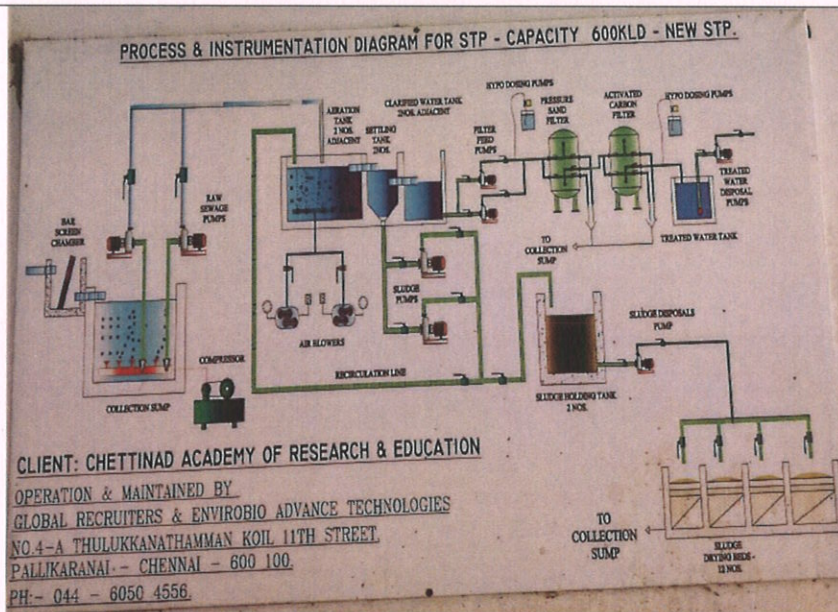 PROCESS & INSTRUMENTATION DIAGRAM FOR STP - CAPACITY 600KLD - NEW STP.
HYPO DOSING PUMPS
PRESSURE
SAND
FILTER
ACTIVATED
CARBON
FILTER
HYPO DOSING PUMPS
AERATION
TANK
2 NOS.
ADJACENT
SETTLING
TANK
2NOS.
CLARIFIED WATER TANK
2NOS. ADJACENT
FILTER
FEED
PUMPS
TREATED
WATER
DISPOSAL
PUMPS
TREATED WATER TANK
BAR
SCREEN
CHAMBER
RAW
SEWAGE
PUMPS
TO
COLLECTION
SUMP
SLUDGE
PUMPS
AIR BLOWERS
SLUDGE DISPOSALS
PUMP
COMPRESSOR
RECIRCULATION LINE
COLLECTION SUMP
SLUDGE HOLDING TANK
2 NOS.
CLIENT: CHETTINAD ACADEMY OF RESEARCH & EDUCATION
OPERATION & MAINTAINED BY
GLOBAL RECRUITERS & ENVIROBIO ADVANCE TECHNOLOGIES
NO.4-A THULUKKANATHAMMAN KOIL 11TH STREET
PALLIKARANAI - CHENNAI - 600 100.
PH:- 044 - 6050 4556.
TO
COLLECTION
SUMP
SLUDGE
DRYING BEDS -
12 NOS.